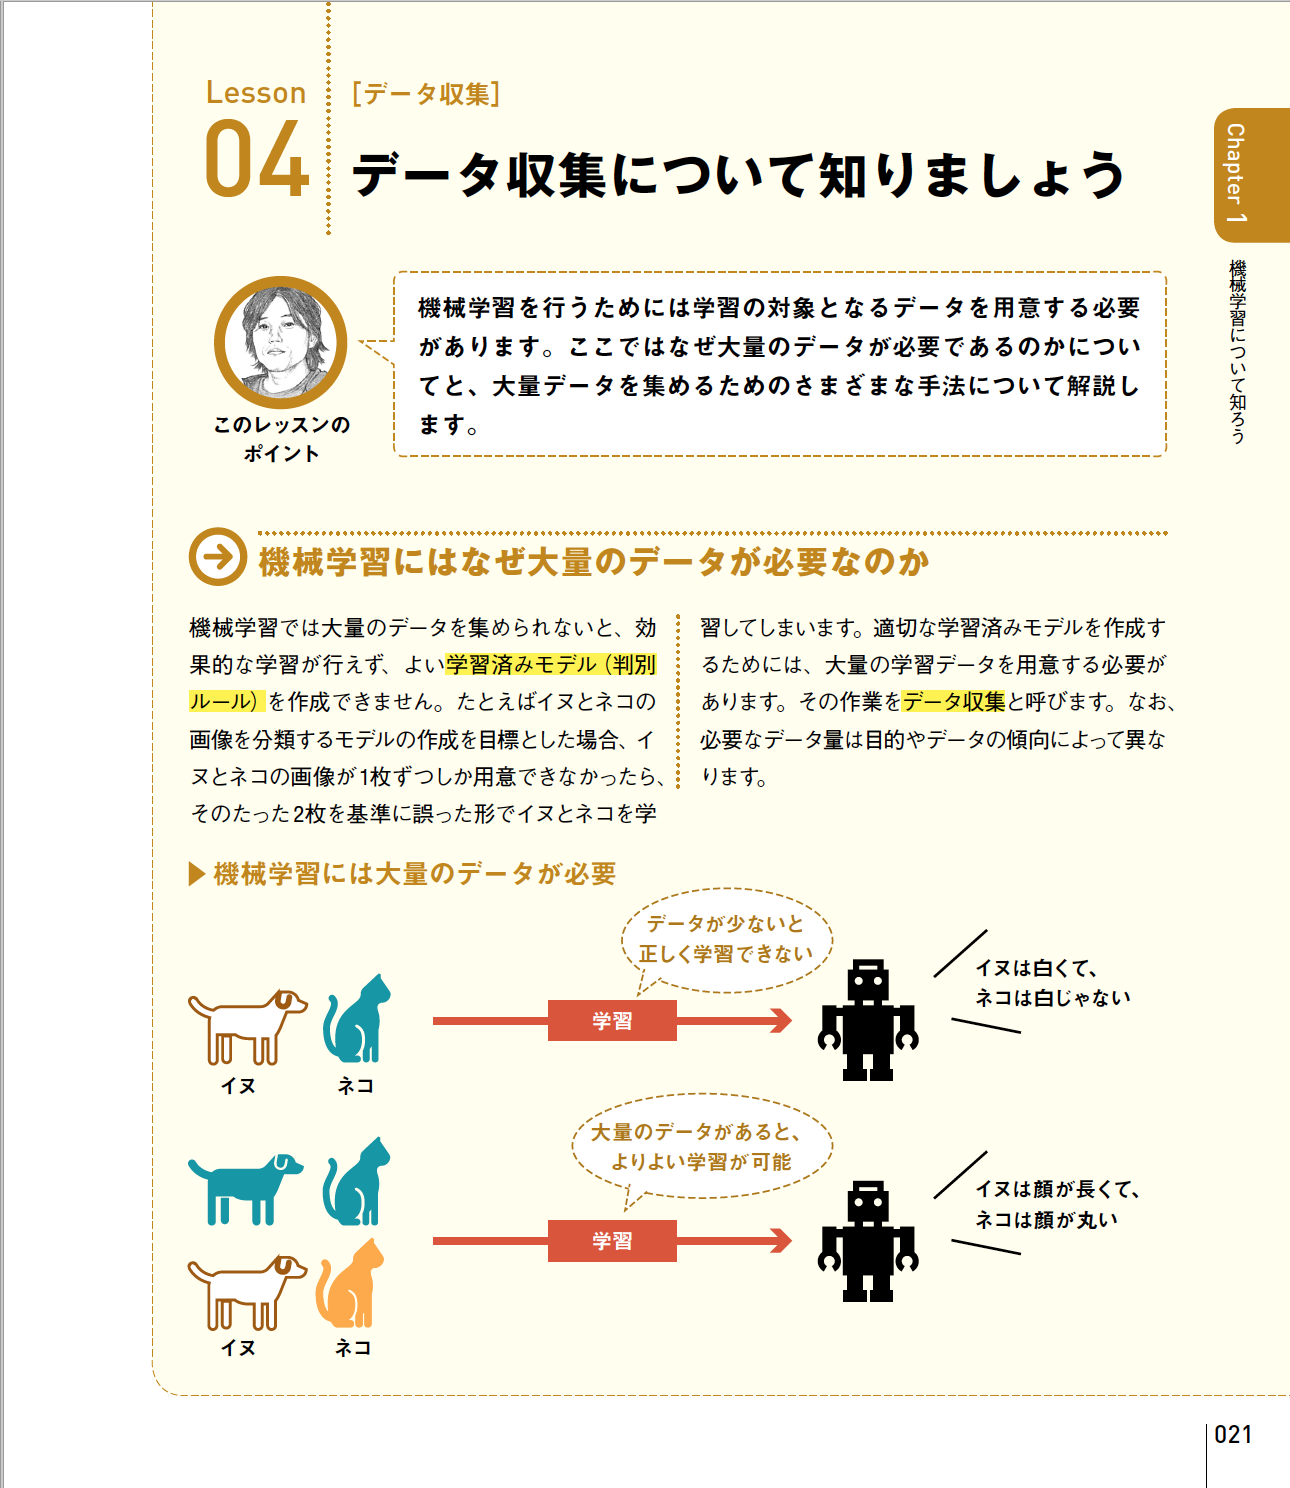 Lesson
04
[データ収集]
データ収集について知りましょう
Chapter 1
機械学習について知ろう
このレッスンの
ポイント
機械学習を行うためには学習の対象となるデータを用意する必要
があります。ここではなぜ大量のデータが必要であるのかについ
てと、大量データを集めるためのさまざまな手法について解説し
ます。
機械学習にはなぜ大量のデータが必要なのか
機械学習では大量のデータを集められないと、効
果的な学習が行えず、よい学習済みモデル（判別
ルール）を作成できません。たとえばイヌとネコの
画像を分類するモデルの作成を目標とした場合、イ
ヌとネコの画像が1枚ずつしか用意できなかったら、
そのたった2枚を基準に誤った形でイヌとネコを学
習してしまいます。適切な学習済みモデルを作成す
るためには、大量の学習データを用意する必要が
あります。その作業をデータ収集と呼びます。なお、
必要なデータ量は目的やデータの傾向によって異な
ります。
▶機械学習には大量のデータが必要
データが少ないと
正しく学習できない
学習
イヌは白くて、
ネコは白じゃない
イヌ
ネコ
大量のデータがあると、
よりよい学習が可能
学習
イヌは顔が長くて、
ネコは顔が丸い
イヌ
ネコ
021